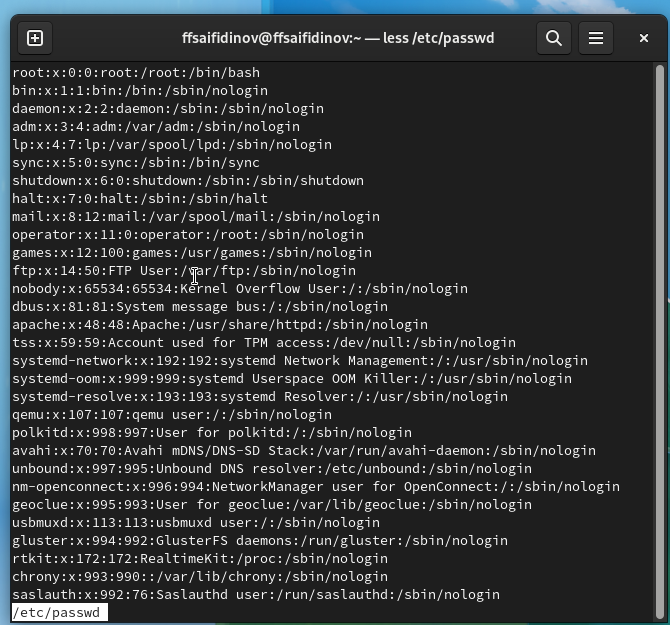 ffsaifidinov@ffsaifidinov:~ — less /etc/passwd
root:x:0:0:root:/root:/bin/bash
bin:x:1:1:bin:/bin:/sbin/nologin
daemon:x:2:2:daemon:/sbin:/sbin/nologin
adm:x:3:4:adm:/var/adm:/sbin/nologin
lp:x:4:7:lp:/var/spool/lpd:/sbin/nologin
sync:x:5:0:sync:/sbin:/bin/sync
shutdown:x:6:0:shutdown:/sbin:/sbin/shutdown
halt:x:7:0:halt:/sbin:/sbin/halt
mail:x:8:12:mail:/var/spool/mail:/sbin/nologin
operator:x:11:0:operator:/root:/sbin/nologin
games:x:12:100:games:/usr/games:/sbin/nologin
ftp:x:14:50:FTP User:/var/ftp:/sbin/nologin
nobody:x:65534:65534:Kernel Overflow User:/:/sbin/nologin
dbus:x:81:81:System message bus:/:/sbin/nologin
apache:x:48:48:Apache:/usr/share/httpd:/sbin/nologin
tss:x:59:59:Account used for TPM access:/dev/null:/sbin/nologin
systemd-network:x:192:192:systemd Network Management:/:/usr/sbin/nologin
systemd-oom:x:999:999:systemd Userspace OOM Killer:/:/usr/sbin/nologin
systemd-resolve:x:193:193:systemd Resolver:/:/usr/sbin/nologin
qemu:x:107:107:qemu user:/:/sbin/nologin
polkitd:x:998:997:User for polkitd:/:/sbin/nologin
avahi:x:70:70:Avahi mDNS/DNS-SD Stack:/var/run/avahi-daemon:/sbin/nologin
unbound:x:997:995:Unbound DNS resolver:/etc/unbound:/sbin/nologin
nm-openconnect:x:996:994:NetworkManager user for OpenConnect:/:/sbin/nologin
geoclue:x:995:993:User for geoclue:/var/lib/geoclue:/sbin/nologin
usbmuxd:x:113:113:usbmuxd user:/:/sbin/nologin
gluster:x:994:992:GlusterFS daemons:/run/gluster:/sbin/nologin
rtkit:x:172:172:RealtimeKit:/proc:/sbin/nologin
chrony:x:993:990::/var/lib/chrony:/sbin/nologin
saslauth:x:992:76:Saslauthd user:/run/saslauthd:/sbin/nologin
/etc/passwd